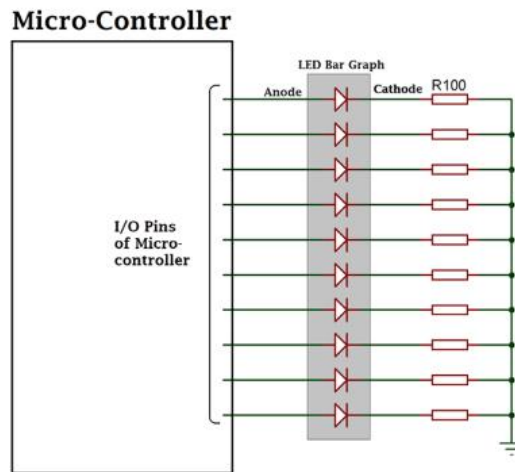 Micro-Controller
LED Bar Graph
Anode
Cathode
R100
I/O Pins
of Micro-
controller